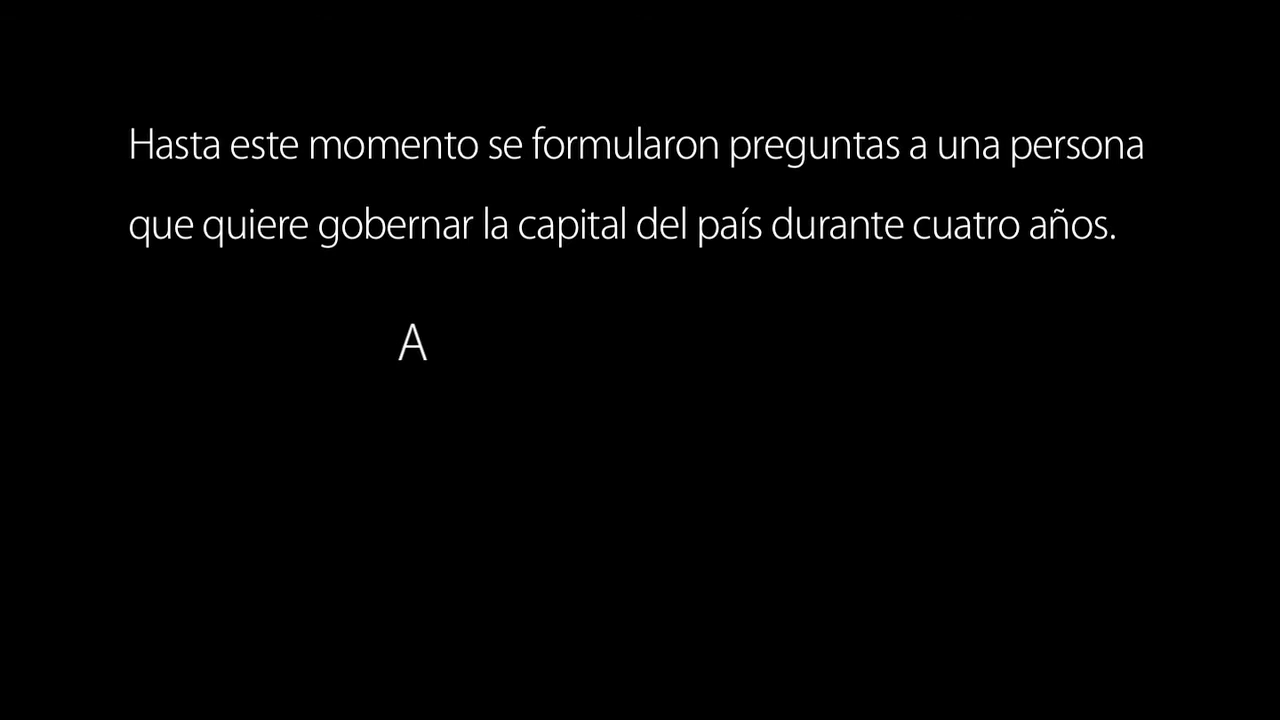 Hasta este momento se formularon preguntas a una persona
que quiere gobernar la capital del país durante cuatro años.
A